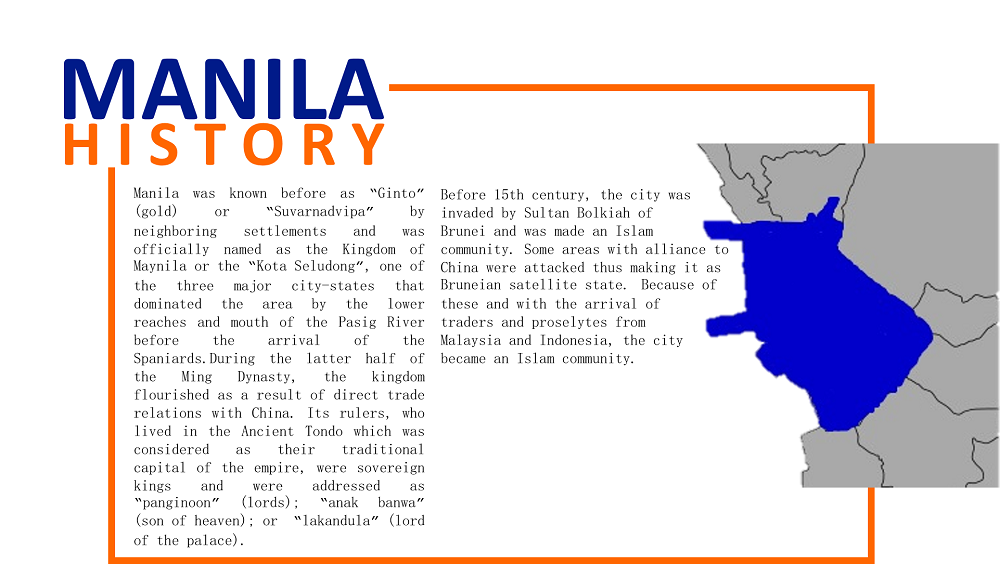 MANILA
HISTORY
Manila was known before as “Ginto”
(gold) or “Suvarnadvipa” by
neighboring settlements and was
officially named as the Kingdom of
Maynila or the “Kota Seludong”, one of
the three major city-states that
dominated the area by the lower
reaches and mouth of the Pasig River
before the arrival of the
Spaniards.During the latter half of
the Ming Dynasty, the kingdom
flourished as a result of direct trade
relations with China. Its rulers, who
lived in the Ancient Tondo which was
considered as their traditional
capital of the empire, were sovereign
kings and were addressed as
“panginoon” (lords); “anak banwa”
(son of heaven); or “lakandula” (lord
of the palace).
Before 15th century, the city was
invaded by Sultan Bolkiah of
Brunei and was made an Islam
community. Some areas with alliance to
China were attacked thus making it as
Bruneian satellite state. Because of
these and with the arrival of
traders and proselytes from
Malaysia and Indonesia, the city
became an Islam community.